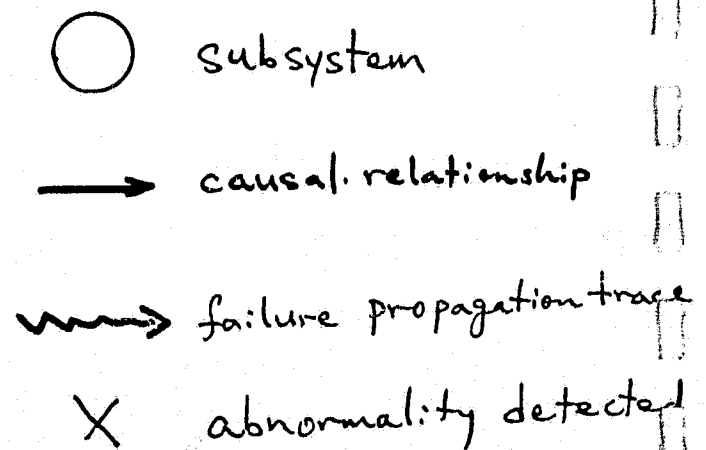 subsystem
causal. relationship
failure propagation trace
abnormality detected